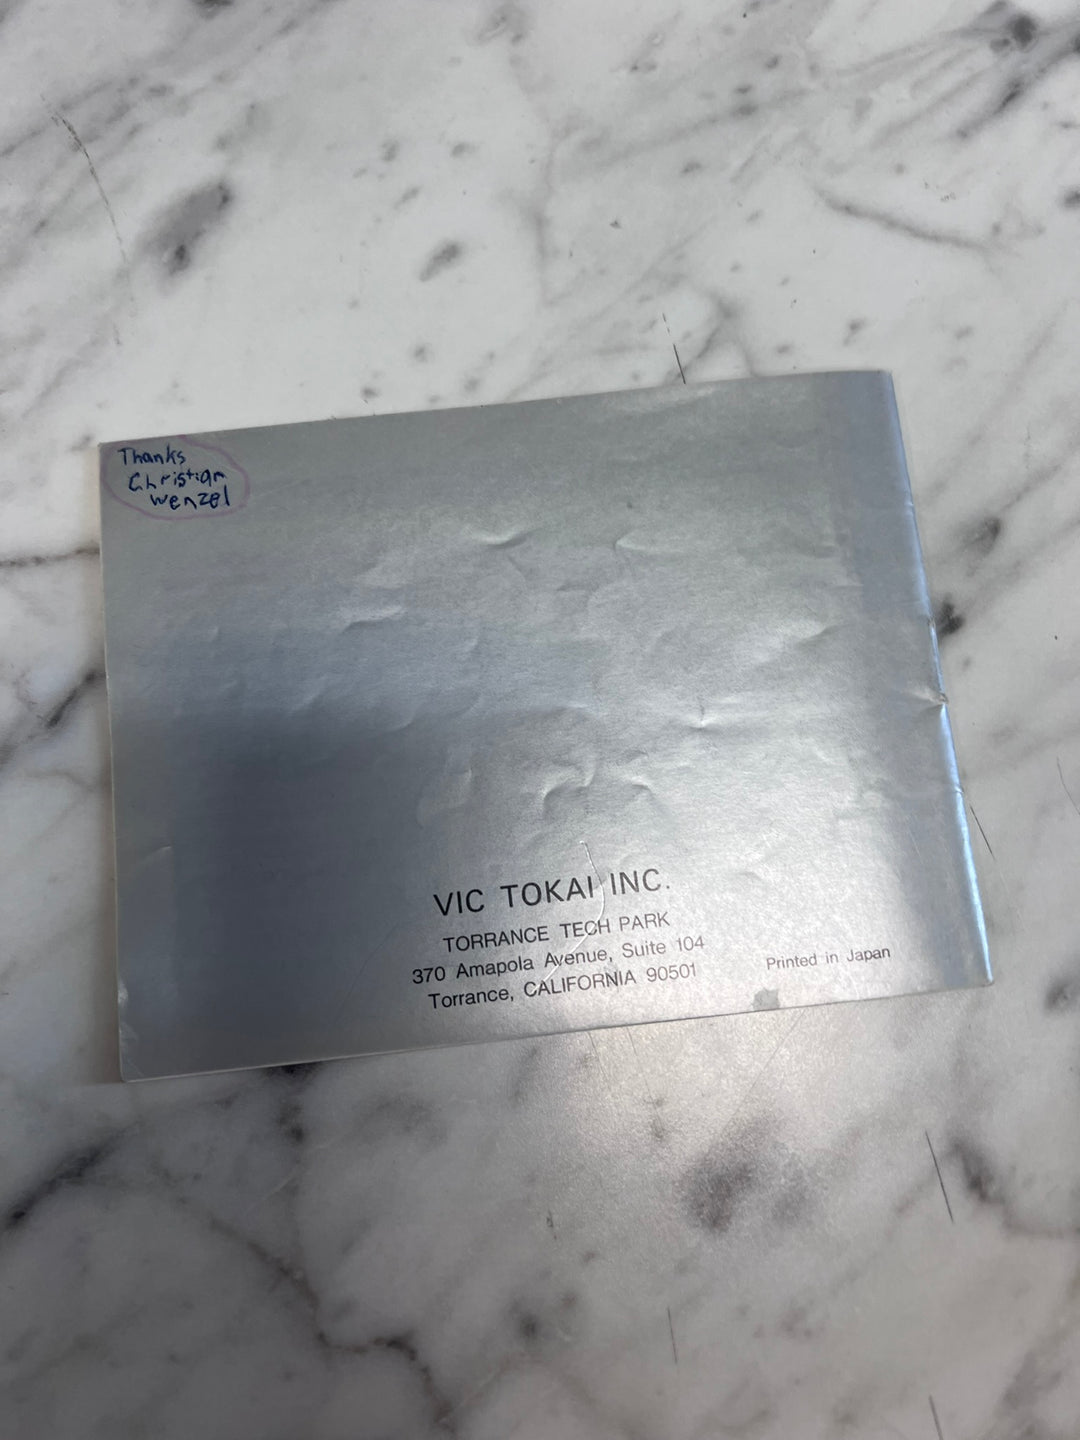 Thanks
Christian
Wenzel
VIC TOKAI INC.
TORRANCE TECH PARK
370 Amapola Avenue, Suite 104
Torrance, CALIFORNIA 90501
Printed in Japan